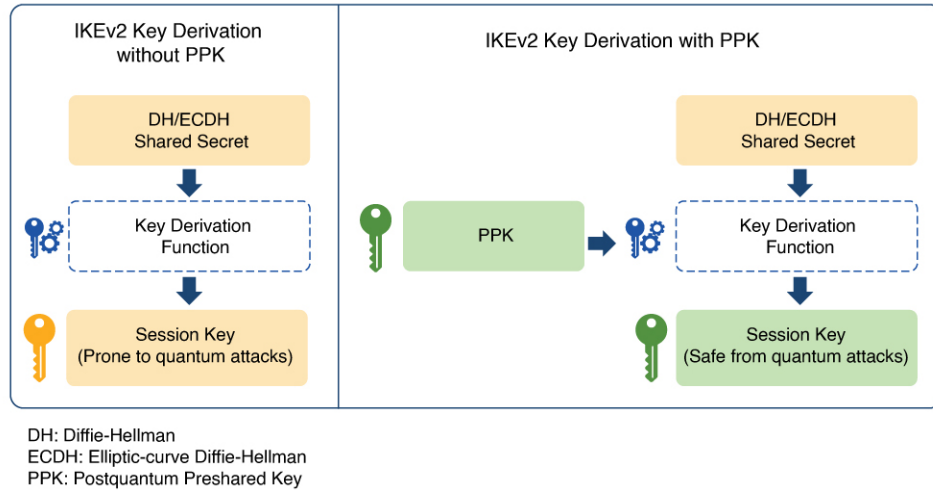 IKEv2 Key Derivation
without PPK
DH/ECDH
Shared Secret
Key Derivation
Function
Session Key
(Prone to quantum attacks)
IKEv2 Key Derivation with PPK
PPK
DH/ECDH
Shared Secret
Key Derivation
Function
Session Key
(Safe from quantum attacks)
DH: Diffie-Hellman
ECDH: Elliptic-curve Diffie-Hellman
PPK: Postquantum Preshared Key